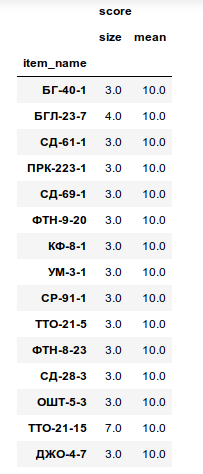 score
size mean
item_name
БГ-40-1 3.0 10.0
БГЛ-23-7 4.0 10.0
СД-61-1 3.0 10.0
ПРК-223-1 3.0 10.0
СД-69-1 3.0 10.0
ФТН-9-20 3.0 10.0
КФ-8-1 3.0 10.0
УМ-3-1 3.0 10.0
СР-91-1 3.0 10.0
ТТО-21-5 3.0 10.0
ФТН-8-23 3.0 10.0
СД-28-3 3.0 10.0
ОШТ-5-3 3.0 10.0
ТТО-21-15 7.0 10.0
ДЖО-4-7 3.0 10.0